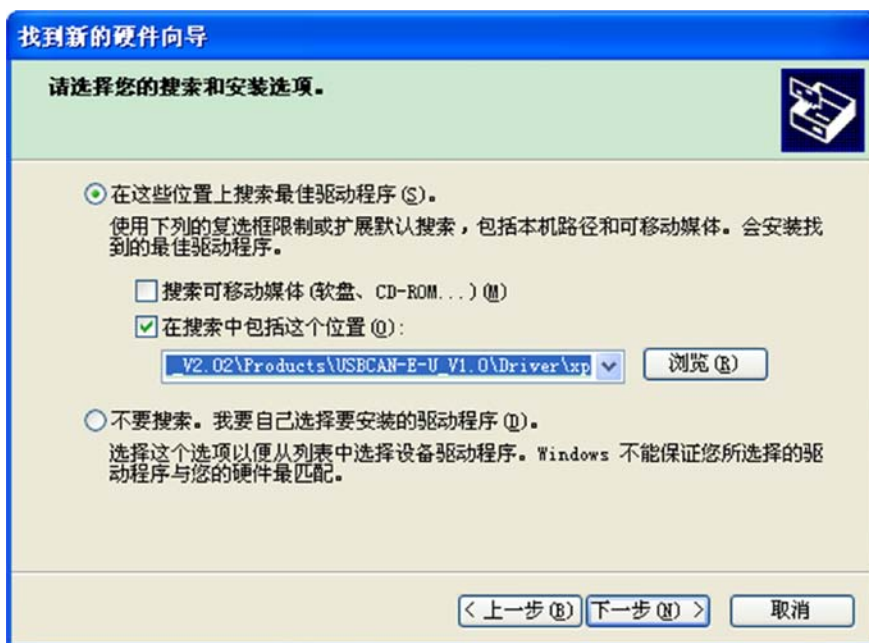 找到新的硬件向导
请选择您的搜索和安装选项。
在这些位置上搜索最佳驱动程序(S)。
使用下列的复选框限制或扩展默认搜索，包括本机路径和可移动媒体。会安装找
到的最佳驱动程序。
搜索可移动媒体(软盘、CD-ROM...)(M)
在搜索中包括这个位置(O):
_V2.02\Products\USBCAN-E-U_V1.0\Driver\xp
浏览(R)
不要搜索。我要自己选择要安装的驱动程序(D)。
选择这个选项以便从列表中选择设备驱动程序。Windows 不能保证您所选择的驱
动程序与您的硬件最匹配。
< 上一步(B) 下一步(N) > 取消